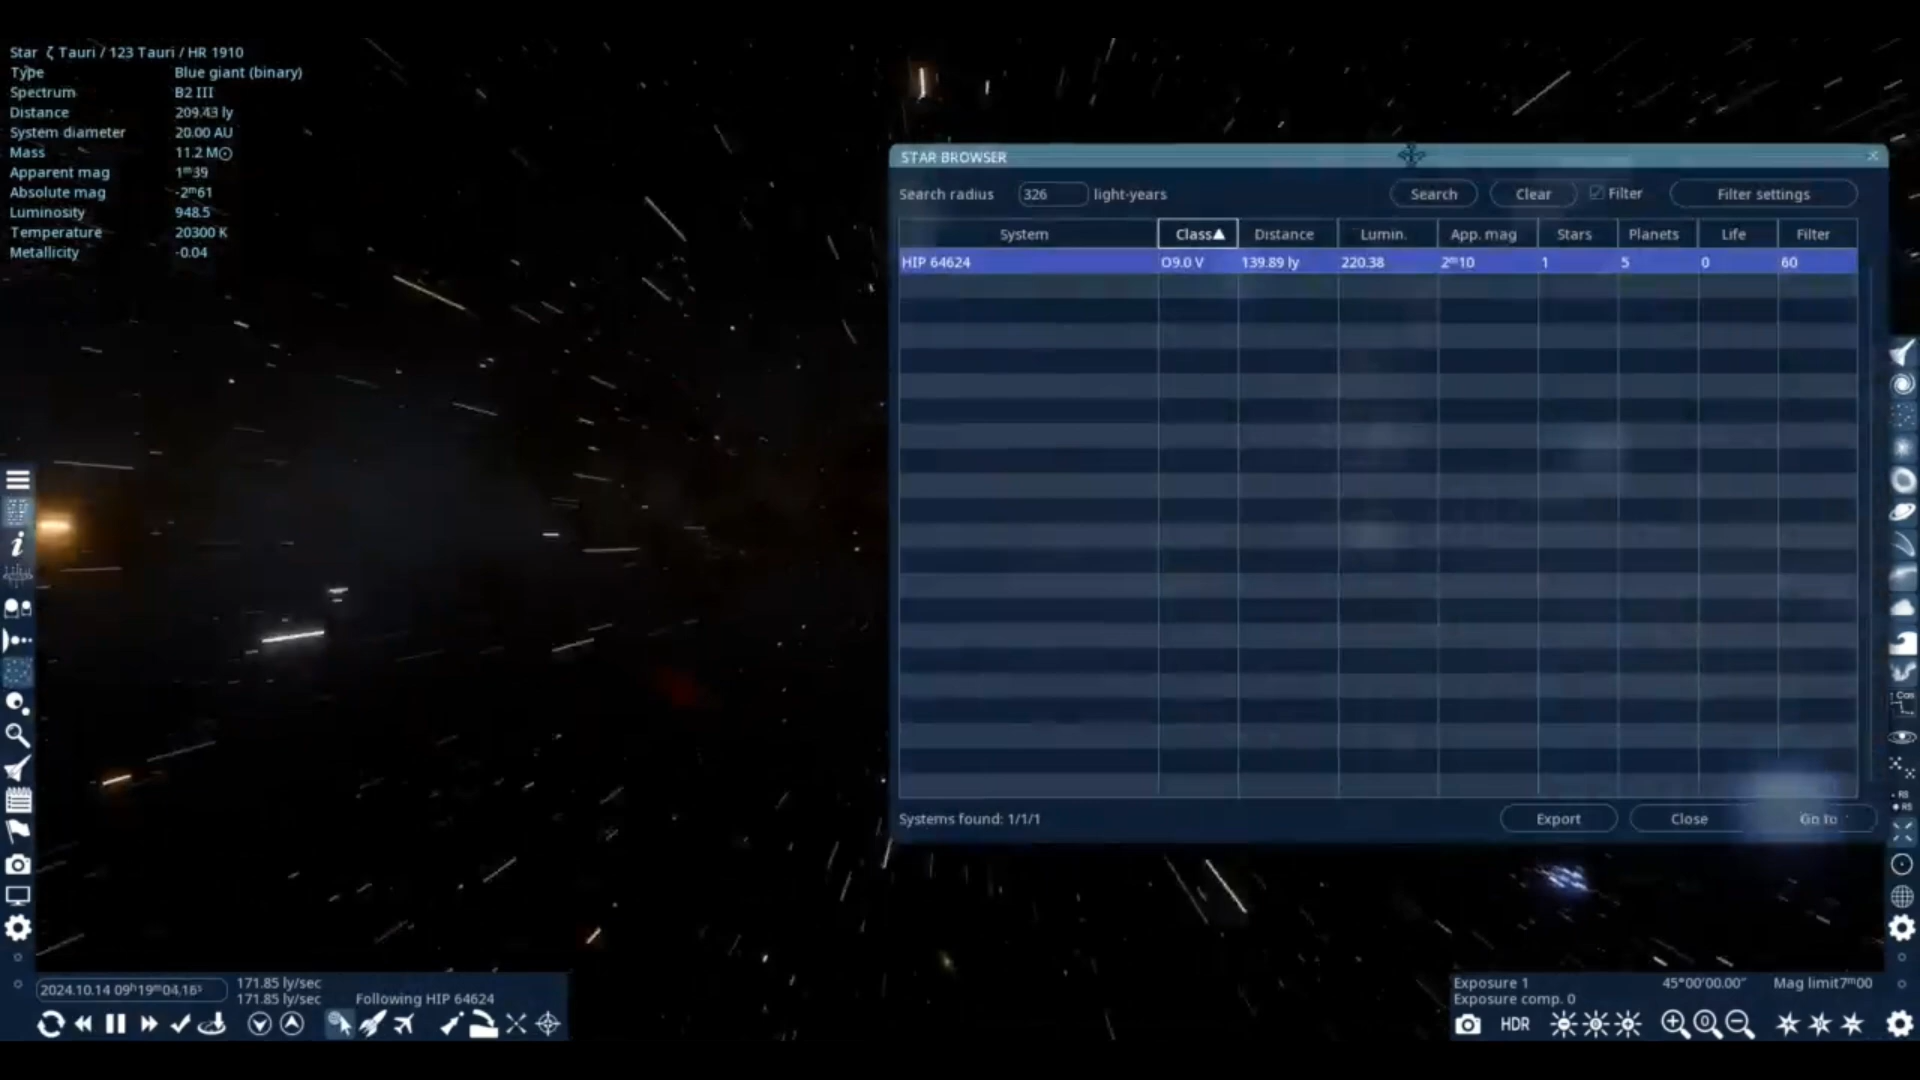 Star ζ Tauri / 123 Tauri / HR 1910
Type Blue giant (binary)
Spectrum B2 III
Distance 209.43 ly
System diameter 20.00 AU
Mass 11.2 M☉
Apparent mag 1ᵐ39
Absolute mag -2ᵐ61
Luminosity 948.5
Temperature 20300 K
Metallicity -0.04
STAR BROWSER
Search radius 326 light-years Search Clear Filter Filter settings
System Class▲ Distance Lumin. App. mag Stars Planets Life Filter
HIP 64624 O9.0 V 139.89 ly 220.38 2ᵐ10 1 5 0 60
Systems found: 1/1/1 Export Close Go to
2024.10.14 09ʰ19ᵐ04,16ˢ
171.85 ly/sec
171.85 ly/sec Following HIP 64624
Exposure 1 45°00'00.00" Mag limit7ᵐ00
Exposure comp. 0
HDR
0
Cas
RS
RS